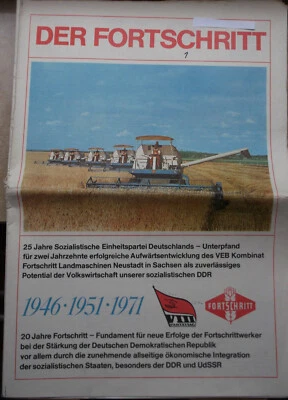 DER FORTSCHRITT
25 Jahre Sozialistische Einheitspartei Deutschlands – Unterpfand
für zwei Jahrzehnte erfolgreiche Aufwärtsentwicklung des VEB Kombinat
Fortschritt Landmaschinen Neustadt in Sachsen als zuverlässiges
Potential der Volkswirtschaft unserer sozialistischen DDR
1946 · 1951 · 1971
VIII
FORTSCHRITT
20 Jahre Fortschritt – Fundament für neue Erfolge der Fortschrittwerker
bei der Stärkung der Deutschen Demokratischen Republik
vor allem durch die zunehmende allseitige ökonomische Integration
der sozialistischen Staaten, besonders der DDR und UdSSR